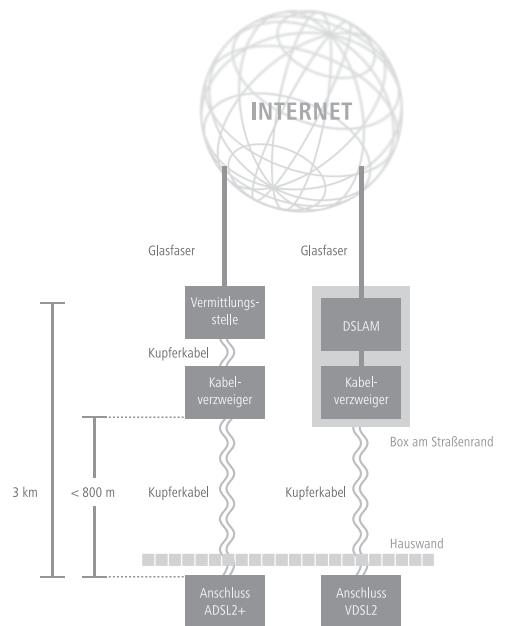 INTERNET
Glasfaser
Glasfaser
Vermittlungs-
stelle
DSLAM
Kupferkabel
Kabel-
verzweiger
Kabel-
verzweiger
Box am Straßenrand
3 km
< 800 m
Kupferkabel
Kupferkabel
Hauswand
Anschluss
ADSL2+
Anschluss
VDSL2